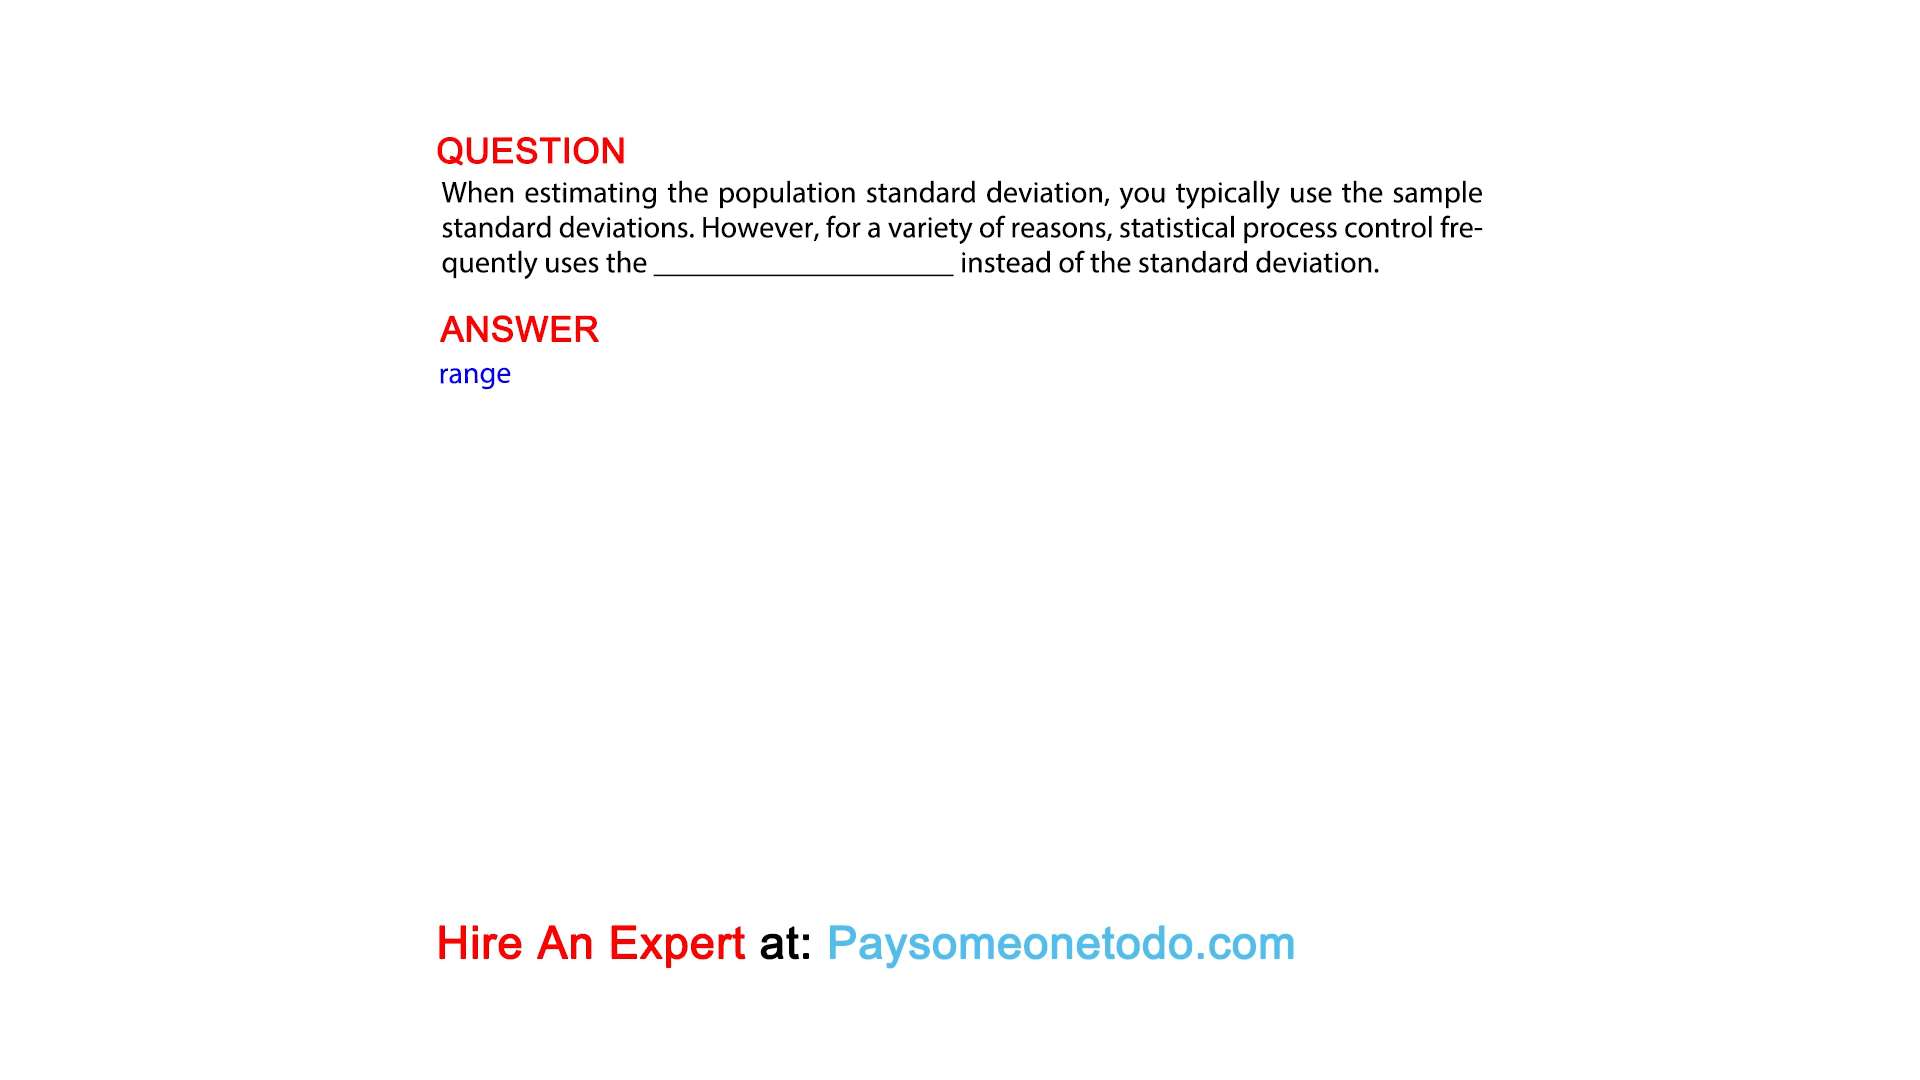 QUESTION
When estimating the population standard deviation, you typically use the sample
standard deviations. However, for a variety of reasons, statistical process control fre-
quently uses the ____________________ instead of the standard deviation.
ANSWER
range
Hire An Expert at: Paysomeonetodo.com